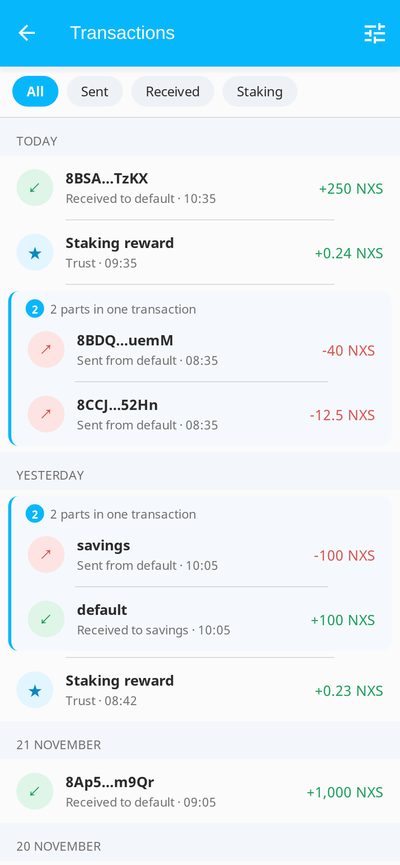 Transactions
All
Sent
Received
Staking
TODAY
8BSA...TzKX
+250 NXS
Received to default · 10:35
Staking reward
+0.24 NXS
Trust · 09:35
2 2 parts in one transaction
8BDQ...uemM
-40 NXS
Sent from default · 08:35
8CCJ...52Hn
-12.5 NXS
Sent from default · 08:35
YESTERDAY
2 2 parts in one transaction
savings
-100 NXS
Sent from default · 10:05
default
+100 NXS
Received to savings · 10:05
Staking reward
+0.23 NXS
Trust · 08:42
21 NOVEMBER
8Ap5...m9Qr
+1,000 NXS
Received to default · 09:05
20 NOVEMBER